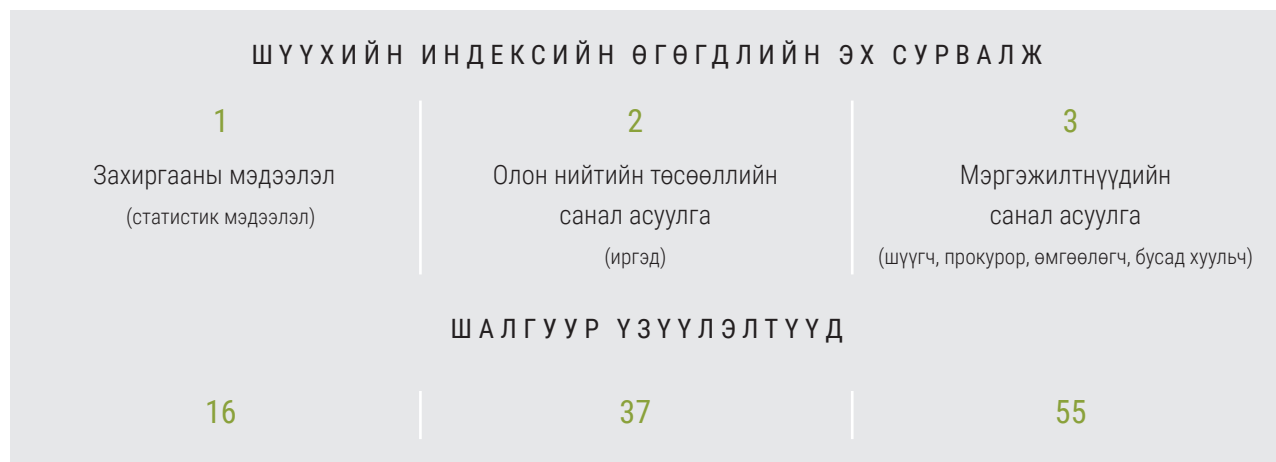 ШҮҮХИЙН ИНДЕКСИЙН ӨГӨГДЛИЙН ЭХ СУРВАЛЖ
1
Захиргааны мэдээлэл
(статистик мэдээлэл)
2
Олон нийтийн төсөөллийн
санал асуулга
(иргэд)
3
Мэргэжилтнүүдийн
санал асуулга
(шүүгч, прокурор, өмгөөлөгч, бусад хуульч)
ШАЛГУУР ҮЗҮҮЛЭЛТҮҮД
16
37
55